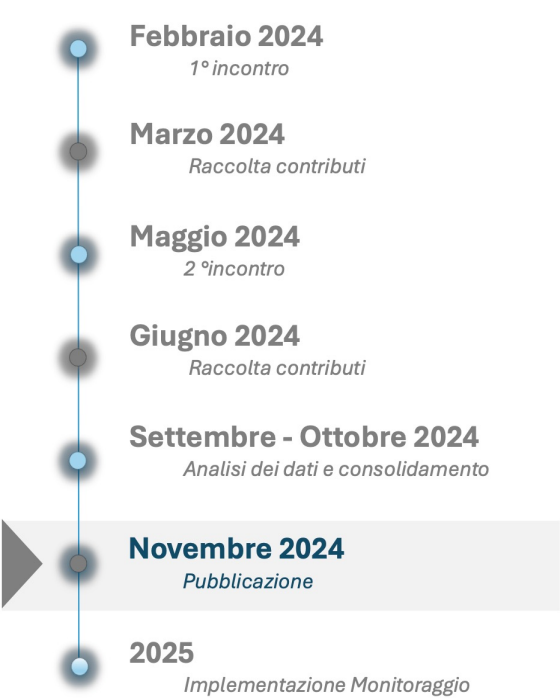 Febbraio 2024
1° incontro
Marzo 2024
Raccolta contributi
Maggio 2024
2 °incontro
Giugno 2024
Raccolta contributi
Settembre - Ottobre 2024
Analisi dei dati e consolidamento
Novembre 2024
Pubblicazione
2025
Implementazione Monitoraggio